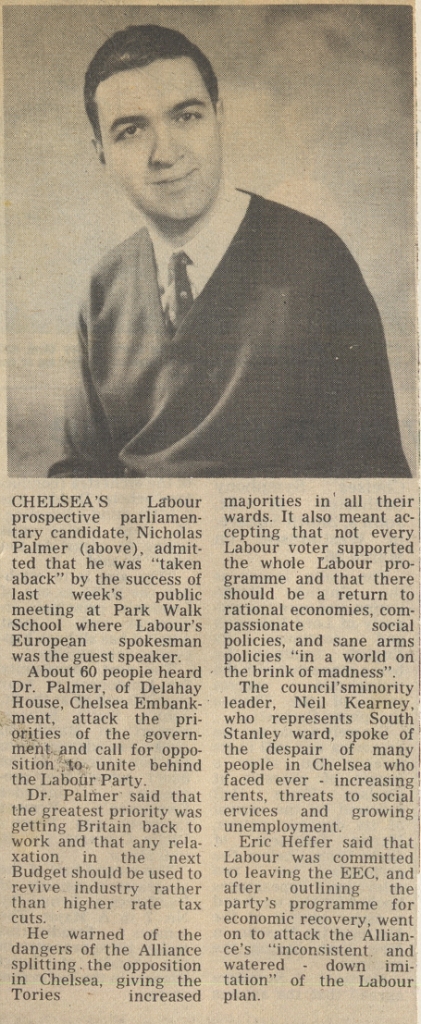 CHELSEA'S Labour
prospective parliamen-
tary candidate, Nicholas
Palmer (above), admit-
ted that he was "taken
aback" by the success of
last week's public
meeting at Park Walk
School where Labour's
European spokesman
was the guest speaker.
About 60 people heard
Dr. Palmer, of Delahay
House, Chelsea Embank-
ment, attack the pri-
orities of the govern-
ment and call for oppo-
sition to unite behind
the Labour Party.
Dr. Palmer said that
the greatest priority was
getting Britain back to
work and that any rela-
xation in the next
Budget should be used to
revive industry rather
than higher rate tax
cuts.
He warned of the
dangers of the Alliance
splitting the opposition
in Chelsea, giving the
Tories increased
majorities in all their
wards. It also meant ac-
cepting that not every
Labour voter supported
the whole Labour pro-
gramme and that there
should be a return to
rational economies, com-
passionate social
policies, and sane arms
policies "in a world on
the brink of madness".
The council'sminority
leader, Neil Kearney,
who represents South
Stanley ward, spoke of
the despair of many
people in Chelsea who
faced ever - increasing
rents, threats to social
ervices and growing
unemployment.
Eric Heffer said that
Labour was committed
to leaving the EEC, and
after outlining the
party's programme for
economic recovery, went
on to attack the Allian-
ce's "inconsistent and
watered - down imi-
tation" of the Labour
plan.